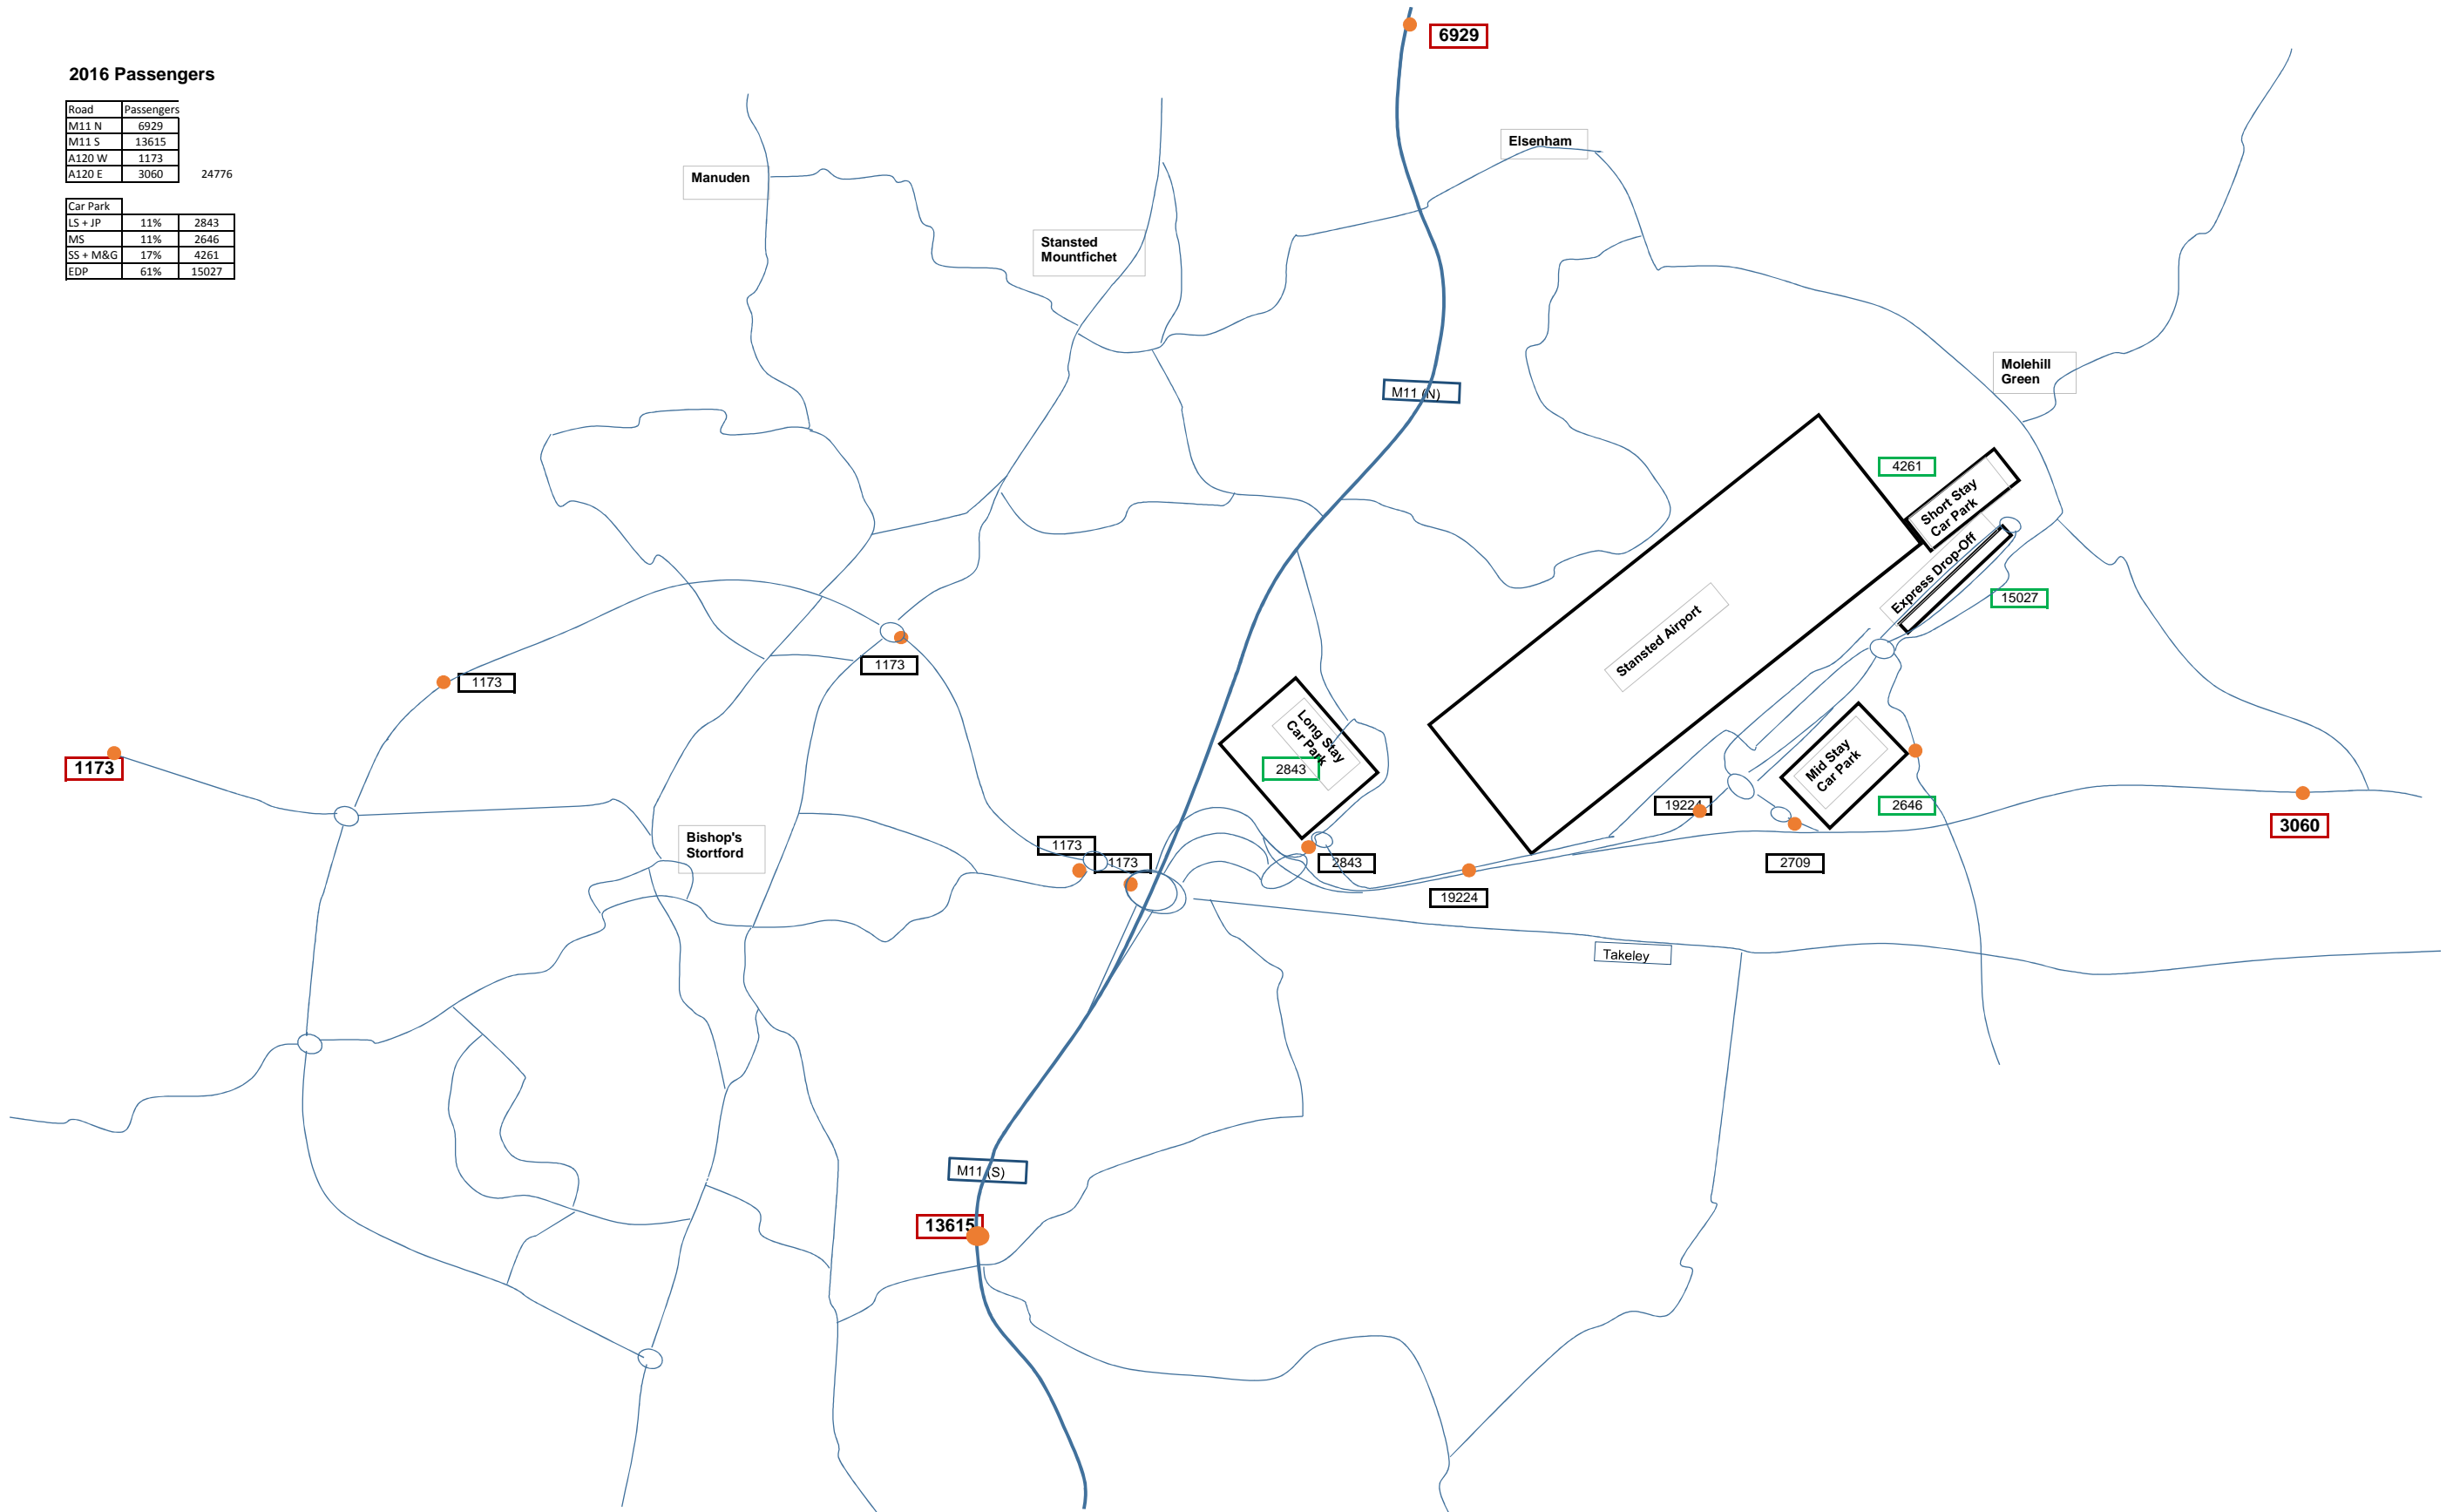 6929
2016 Passengers
Road Passengers
M11 N 6929
M11 S 13615
A120 W 1173
A120 E 3060 24776
Car Park
LS + JP 11% 2843
MS 11% 2646
SS + M&G 17% 4261
EDP 61% 15027
Elsenham
Manuden
Stansted
Mountfichet
Molehill
Green
M11 (N)
4261
Short Stay
Car Park
Express Drop-Off
15027
Stansted Airport
1173
1173
Long Stay
Car Park
2843
1173
Mid Stay
Car Park
19224
2646
3060
Bishop's
Stortford
1173
1173
2843
2709
19224
Takeley
M11 (S)
13615